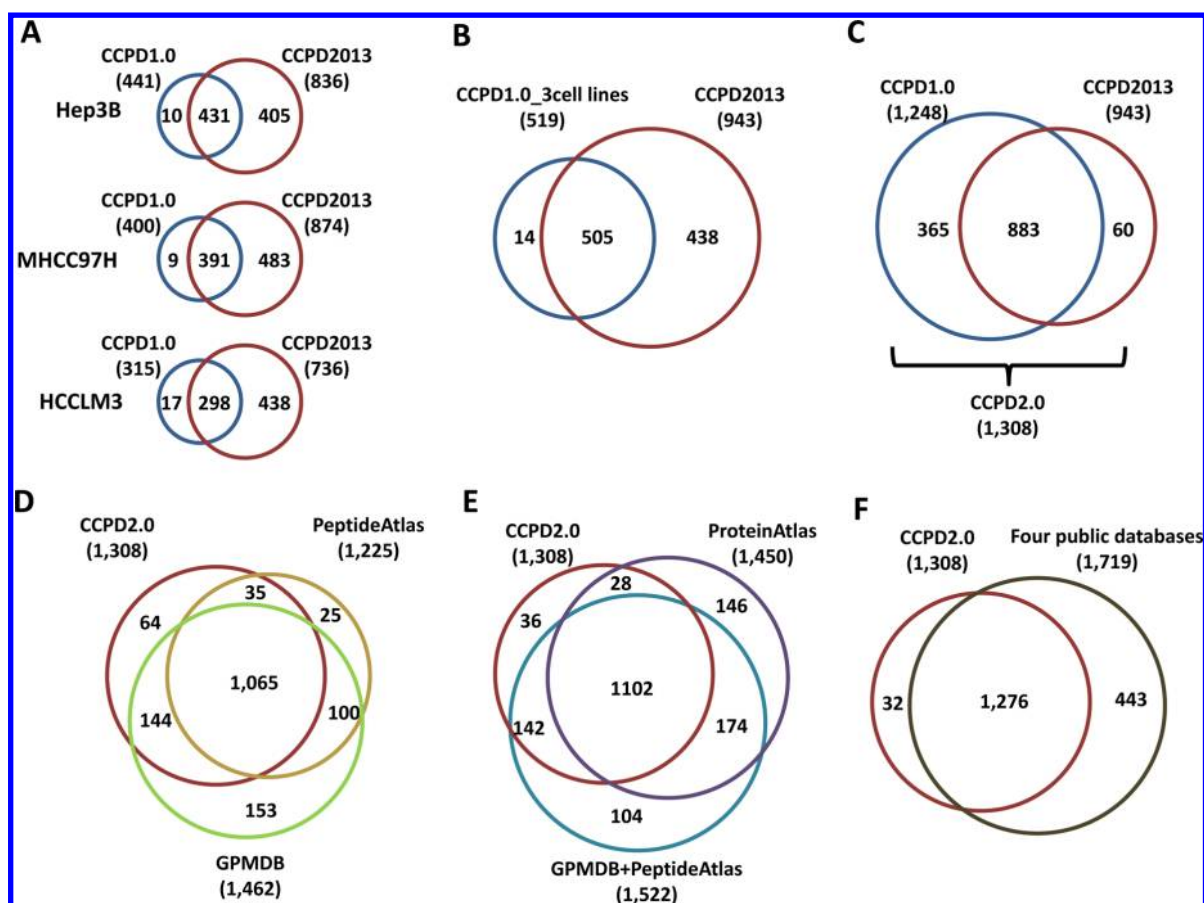 A
CCPD1.0
(441)
CCPD2013
(836)
Hep3B
10 431 405
CCPD1.0
(400)
CCPD2013
(874)
MHCC97H
9 391 483
CCPD1.0
(315)
CCPD2013
(736)
HCCLM3
17 298 438
B
CCPD1.0_3cell lines
(519)
CCPD2013
(943)
14 505 438
C
CCPD1.0
(1,248)
CCPD2013
(943)
365 883 60
CCPD2.0
(1,308)
D
CCPD2.0
(1,308)
PeptideAtlas
(1,225)
35
64
25
1,065
144
100
153
GPMDB
(1,462)
E
CCPD2.0
(1,308)
ProteinAtlas
(1,450)
28
36
146
1102
142
174
104
GPMDB+PeptideAtlas
(1,522)
F
CCPD2.0
(1,308)
Four public databases
(1,719)
32 1,276 443